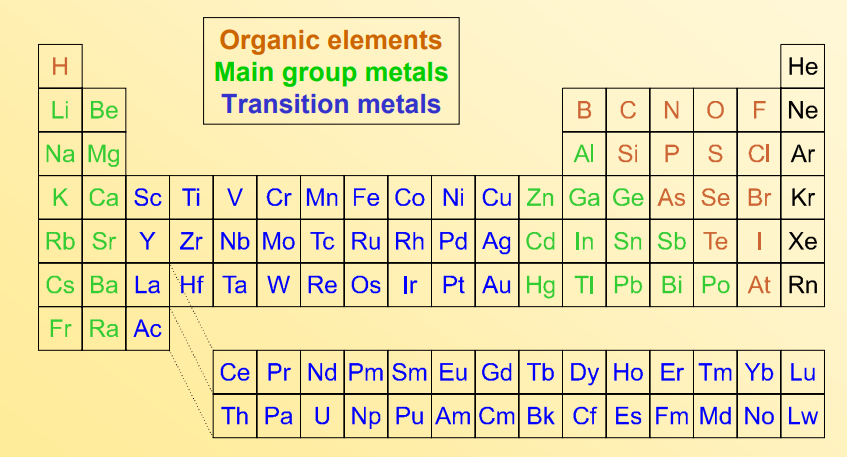 Organic elements
Main group metals
Transition metals
H He
Li Be B C N O F Ne
Na Mg Al Si P S Cl Ar
K Ca Sc Ti V Cr Mn Fe Co Ni Cu Zn Ga Ge As Se Br Kr
Rb Sr Y Zr Nb Mo Tc Ru Rh Pd Ag Cd In Sn Sb Te I Xe
Cs Ba La Hf Ta W Re Os Ir Pt Au Hg Tl Pb Bi Po At Rn
Fr Ra Ac
Ce Pr Nd Pm Sm Eu Gd Tb Dy Ho Er Tm Yb Lu
Th Pa U Np Pu Am Cm Bk Cf Es Fm Md No Lw